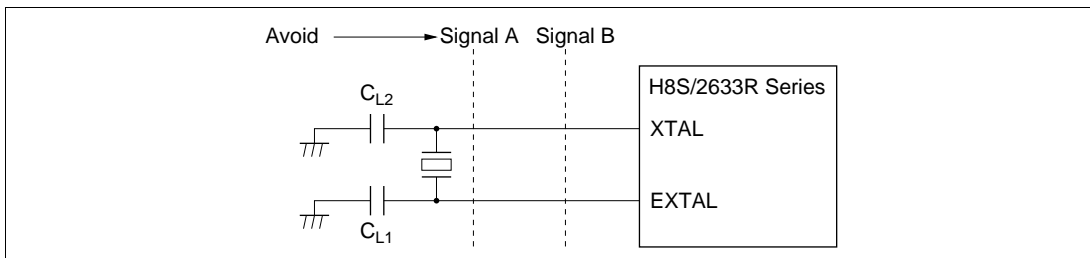 Avoid Signal A Signal B
H8S/2633R Series
CL2
XTAL
EXTAL
CL1